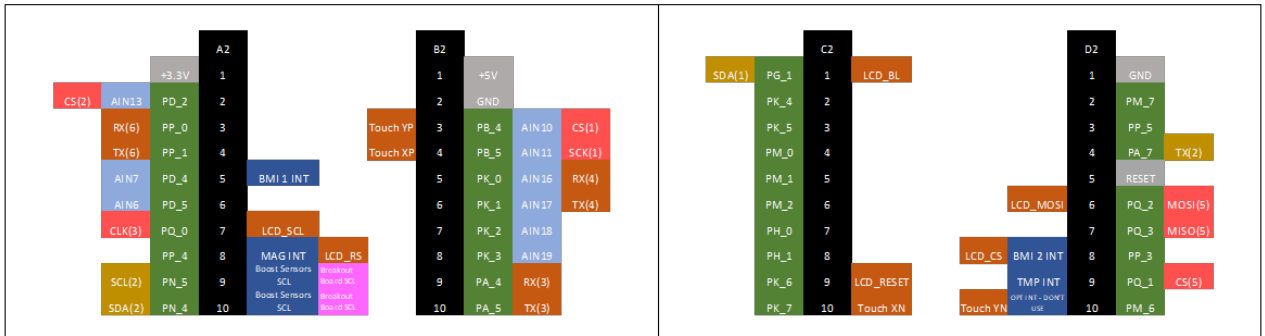 A2
+3.3V 1
CS(2) AIN13 PD_2 2
RX(6) PP_0 3
TX(6) PP_1 4
AIN7 PD_4 5 BMI 1 INT
AIN6 PD_5 6
CLK(3) PQ_0 7 LCD_SCL
PP_4 8 MAG INT LCD_RS
SCL(2) PN_5 9 Boost Sensors SCL Breakout Board SCL
SDA(2) PN_4 10 Boost Sensors SCL Breakout Board SCL
B2
1 +5V
2 GND
Touch YP 3 PB_4 AIN10 CS(1)
Touch XP 4 PB_5 AIN11 SCK(1)
5 PK_0 AIN16 RX(4)
6 PK_1 AIN17 TX(4)
7 PK_2 AIN18
8 PK_3 AIN19
9 PA_4 RX(3)
10 PA_5 TX(3)
C2
SDA(1) PG_1 1 LCD_BL
PK_4 2
PK_5 3
PM_0 4
PM_1 5
PM_2 6
PH_0 7
PH_1 8
PK_6 9 LCD_RESET
PK_7 10 Touch XN
D2
1 GND
2 PM_7
3 PP_5
4 PA_7 TX(2)
5 RESET
LCD_MOSI 6 PQ_2 MOSI(5)
7 PQ_3 MISO(5)
LCD_CS BMI 2 INT 8 PP_3
TMP INT 9 PQ_1 CS(5)
Touch YN OPT INT - DON'T USE 10 PM_6